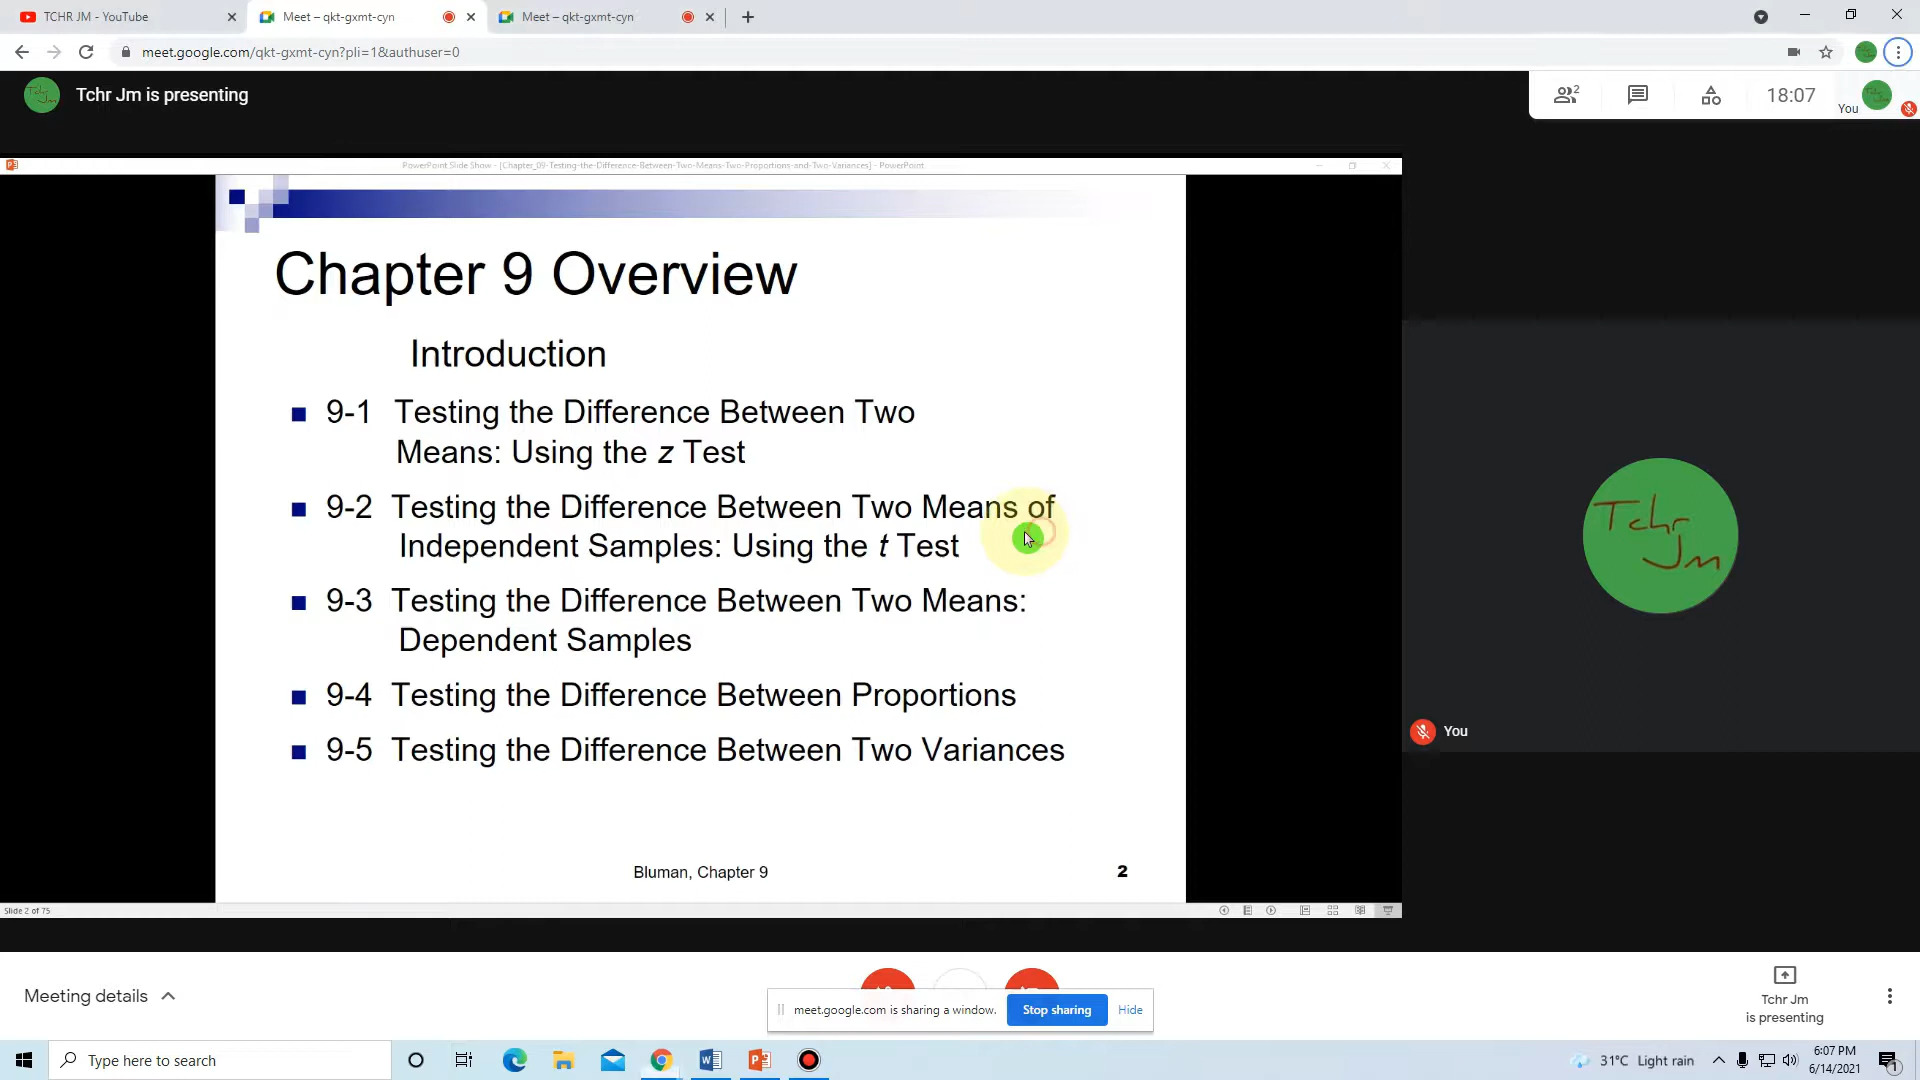 TCHR JM - YouTube
Meet – qkt-gxmt-cyn
Meet – qkt-gxmt-cyn
meet.google.com/qkt-gxmt-cyn?pli=1&authuser=0
Tchr Jm is presenting
2
18:07
You
PowerPoint Slide Show - [Chapter_09-Testing-the-Difference-Between-Two-Means-Two-Proportions-and-Two-Variances] - PowerPoint
Chapter 9 Overview
Introduction
9-1 Testing the Difference Between Two
Means: Using the z Test
9-2 Testing the Difference Between Two Means of
Independent Samples: Using the t Test
9-3 Testing the Difference Between Two Means:
Dependent Samples
9-4 Testing the Difference Between Proportions
9-5 Testing the Difference Between Two Variances
Bluman, Chapter 9
2
Slide 2 of 75
Tchr
Jm
You
Meeting details
meet.google.com is sharing a window.
Stop sharing
Hide
Tchr Jm
is presenting
Type here to search
31°C Light rain
6:07 PM
6/14/2021
1